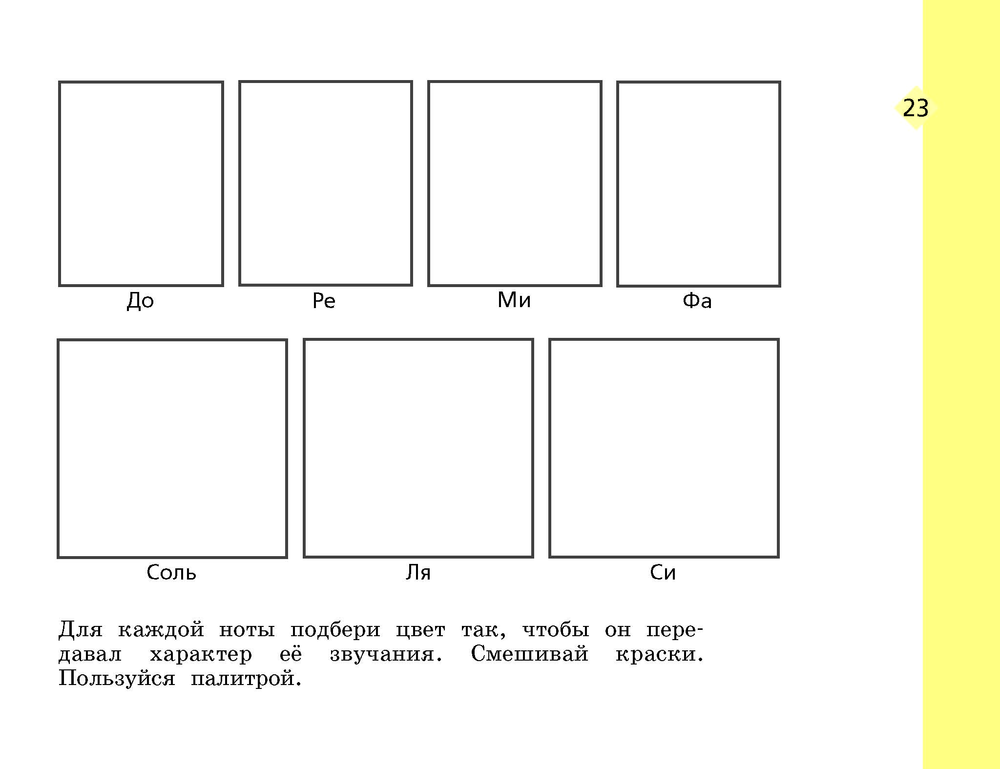 23
До Ре Ми Фа
Соль Ля Си
Для каждой ноты подбери цвет так, чтобы он пере-
давал характер её звучания. Смешивай краски.
Пользуйся палитрой.